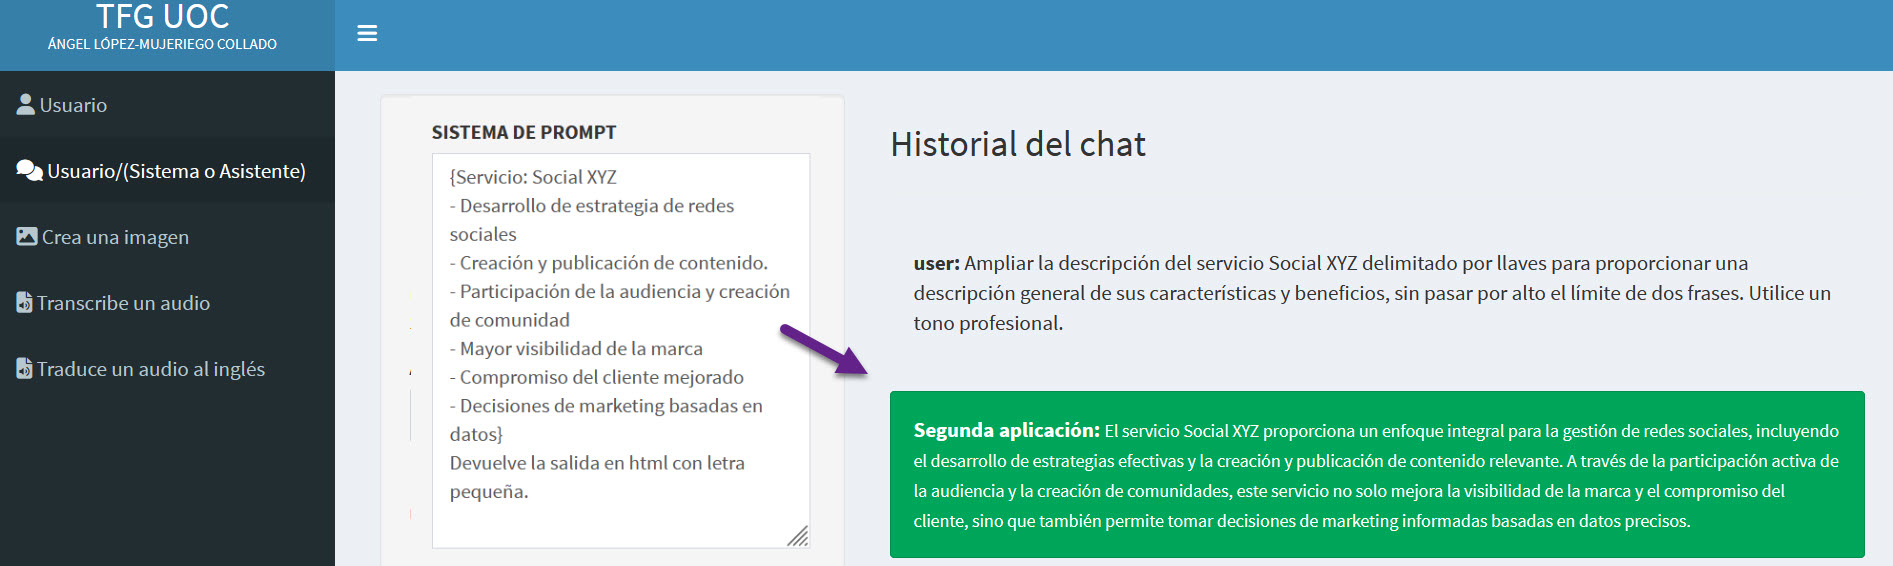 TFG UOC
ÁNGEL LÓPEZ-MUJERIEGO COLLADO
Usuario
Usuario/(Sistema o Asistente)
Crea una imagen
Transcribe un audio
Traduce un audio al inglés
SISTEMA DE PROMPT
{Servicio: Social XYZ
- Desarrollo de estrategia de redes
sociales
- Creación y publicación de contenido.
- Participación de la audiencia y creación
de comunidad
- Mayor visibilidad de la marca
- Compromiso del cliente mejorado
- Decisiones de marketing basadas en
datos}
Devuelve la salida en html con letra
pequeña.
Historial del chat
user: Ampliar la descripción del servicio Social XYZ delimitado por llaves para proporcionar una
descripción general de sus características y beneficios, sin pasar por alto el límite de dos frases. Utilice un
tono profesional.
Segunda aplicación: El servicio Social XYZ proporciona un enfoque integral para la gestión de redes sociales, incluyendo
el desarrollo de estrategias efectivas y la creación y publicación de contenido relevante. A través de la participación activa de
la audiencia y la creación de comunidades, este servicio no solo mejora la visibilidad de la marca y el compromiso del
cliente, sino que también permite tomar decisiones de marketing informadas basadas en datos precisos.